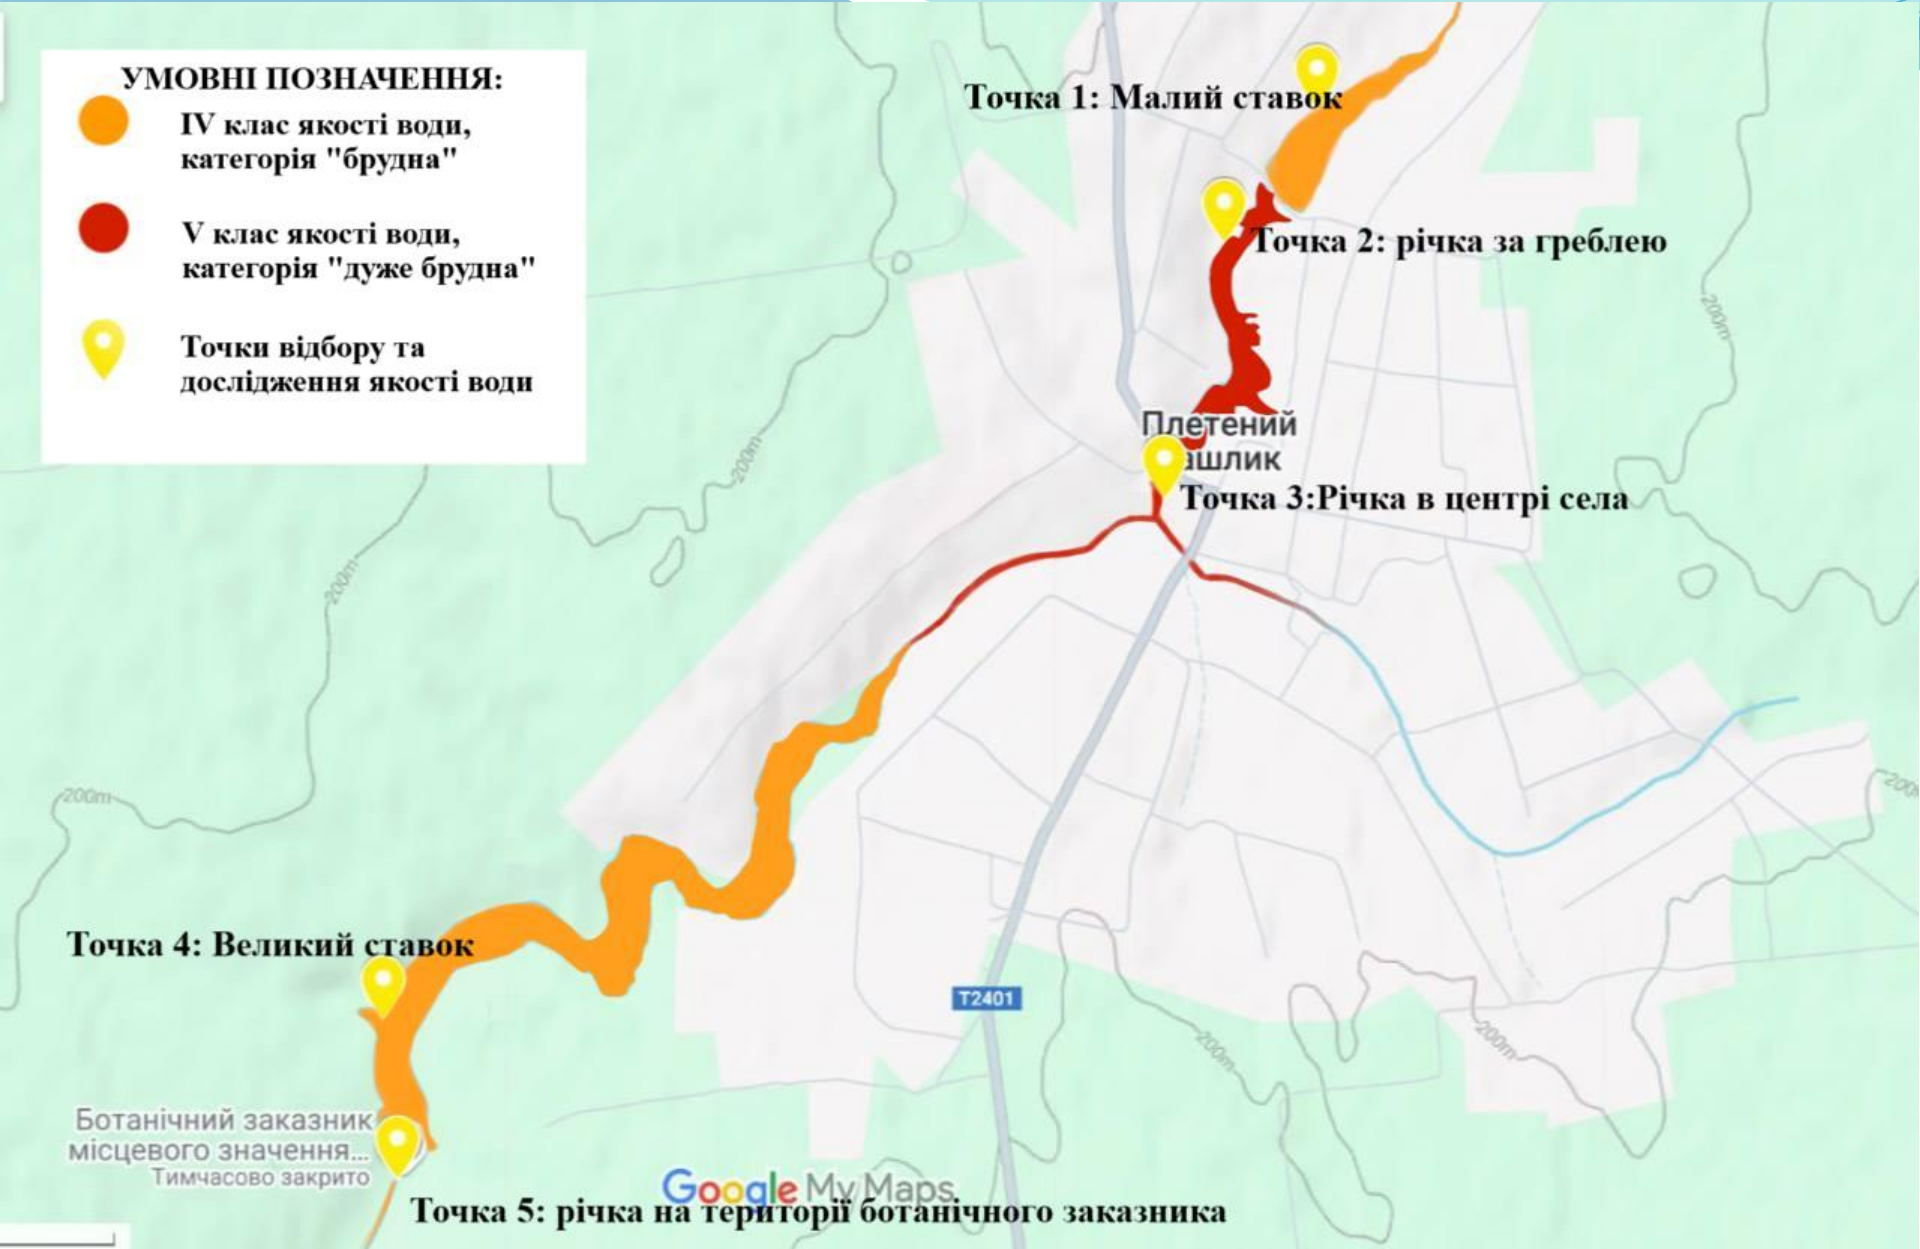 УМОВНІ ПОЗНАЧЕННЯ:
IV клас якості води,
категорія "брудна"
V клас якості води,
категорія "дуже брудна"
Точки відбору та
дослідження якості води
Точка 1: Малий ставок
Точка 2: річка за греблею
200m
Плетений
ашлик
200m
Точка 3:Річка в центрі села
200m
200m
200m
Точка 4: Великий ставок
T2401
200m
200m
Ботанічний заказник
місцевого значення...
Тимчасово закрито
Google My Maps
Точка 5: річка на території ботанічного заказника